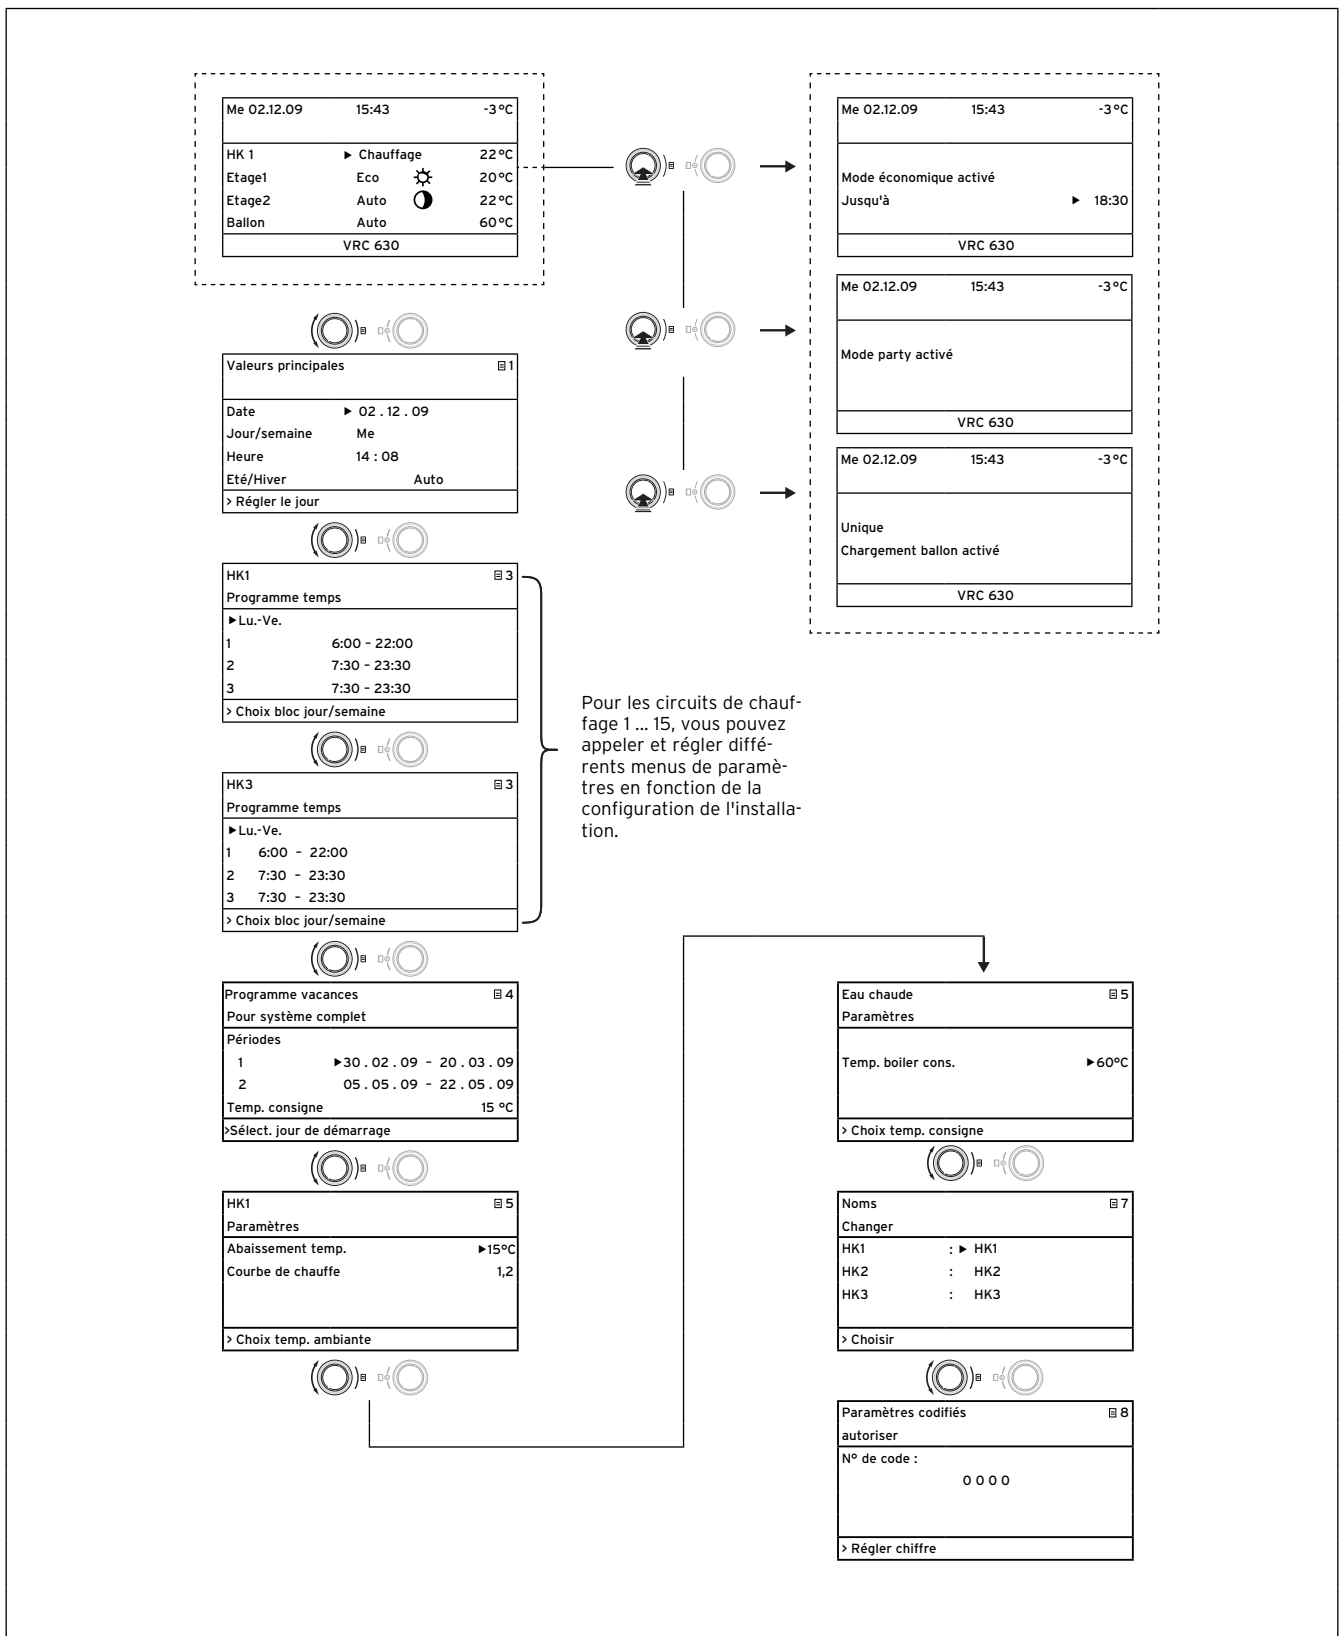 Me 02.12.09 15:43 -3°C
HK 1 ▶ Chauffage 22°C
Etage1 Eco 20°C
Etage2 Auto 22°C
Ballon Auto 60°C
VRC 630
Valeurs principales 1
Date ▶ 02 . 12 . 09
Jour/semaine Me
Heure 14 : 08
Eté/Hiver Auto
> Régler le jour
HK1 3
Programme temps
▶Lu.-Ve.
1 6:00 - 22:00
2 7:30 - 23:30
3 7:30 - 23:30
> Choix bloc jour/semaine
HK3 3
Programme temps
▶Lu.-Ve.
1 6:00 - 22:00
2 7:30 - 23:30
3 7:30 - 23:30
> Choix bloc jour/semaine
Pour les circuits de chauf-
fage 1 ... 15, vous pouvez
appeler et régler diffé-
rents menus de paramè-
tres en fonction de la
configuration de l'installa-
tion.
Programme vacances 4
Pour système complet
Périodes
1 ▶30 . 02 . 09 - 20 . 03 . 09
2 05 . 05 . 09 - 22 . 05 . 09
Temp. consigne 15 °C
>Sélect. jour de démarrage
HK1 5
Paramètres
Abaissement temp. ▶15°C
Courbe de chauffe 1,2
> Choix temp. ambiante
Me 02.12.09 15:43 -3°C
Mode économique activé
Jusqu'à ▶ 18:30
VRC 630
Me 02.12.09 15:43 -3°C
Mode party activé
VRC 630
Me 02.12.09 15:43 -3°C
Unique
Chargement ballon activé
VRC 630
Eau chaude 5
Paramètres
Temp. boiler cons. ▶60°C
> Choix temp. consigne
Noms 7
Changer
HK1 : ▶ HK1
HK2 : HK2
HK3 : HK3
> Choisir
Paramètres codifiés 8
autoriser
N° de code :
0 0 0 0
> Régler chiffre